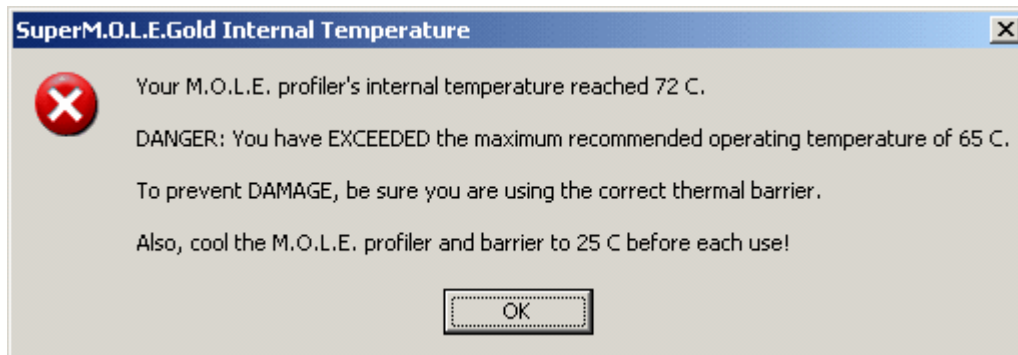 SuperM.O.L.E.Gold Internal Temperature
Your M.O.L.E. profiler's internal temperature reached 72 C.
DANGER: You have EXCEEDED the maximum recommended operating temperature of 65 C.
To prevent DAMAGE, be sure you are using the correct thermal barrier.
Also, cool the M.O.L.E. profiler and barrier to 25 C before each use!
OK